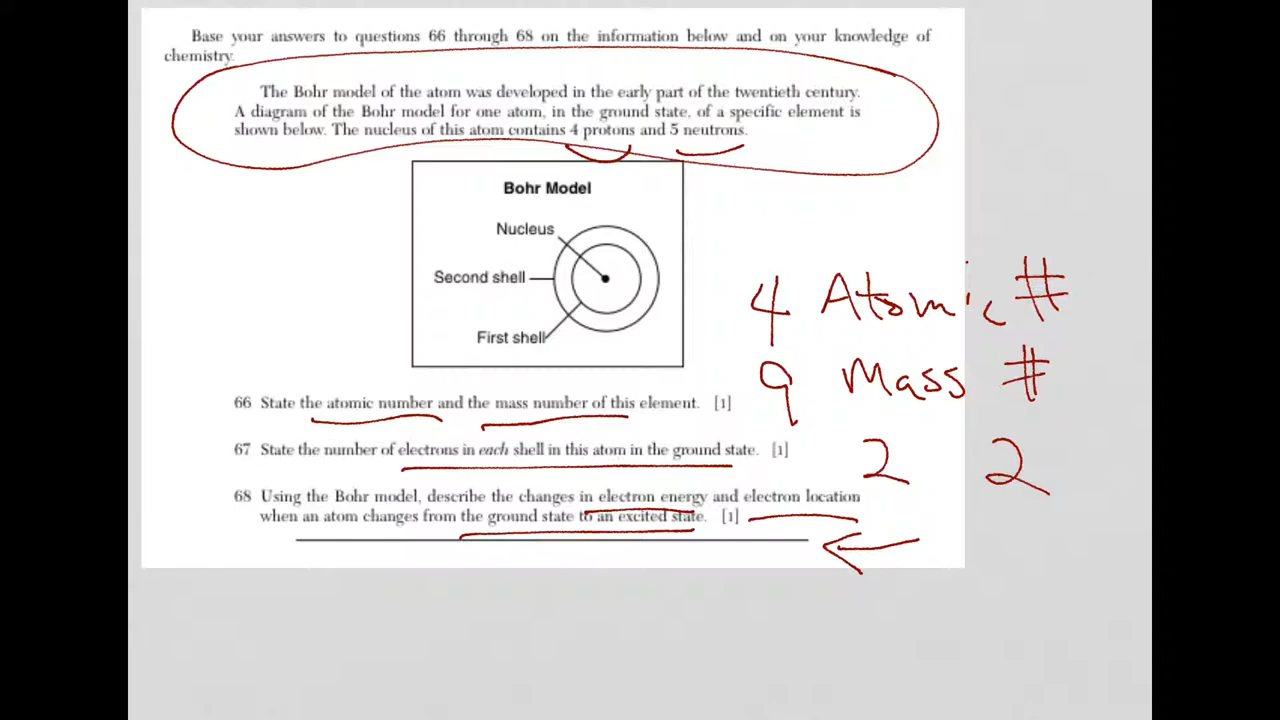 Base your answers to questions 66 through 68 on the information below and on your knowledge of
chemistry.
The Bohr model of the atom was developed in the early part of the twentieth century.
A diagram of the Bohr model for one atom, in the ground state, of a specific element is
shown below. The nucleus of this atom contains 4 protons and 5 neutrons.
Bohr Model
Nucleus
Second shell
First shell
4 Atomic #
9 Mass #
66 State the atomic number and the mass number of this element. [1]
67 State the number of electrons in each shell in this atom in the ground state. [1]
2 2
68 Using the Bohr model, describe the changes in electron energy and electron location
when an atom changes from the ground state to an excited state. [1]